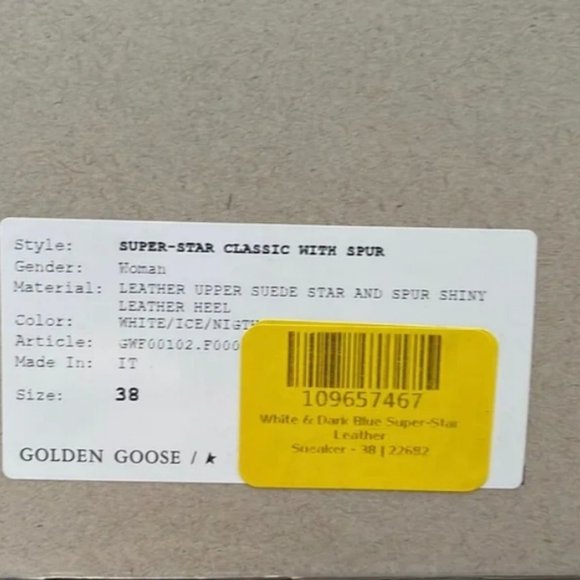 Style: SUPER-STAR CLASSIC WITH SPUR
Gender: Woman
Material: LEATHER UPPER SUEDE STAR AND SPUR SHINY
LEATHER HEEL
Color: WHITE/ICE/NIGTH
Article: GWF00102.F000
Made In: IT
Size: 38
GOLDEN GOOSE /
109657467
White & Dark Blue Super-Star
Leather
Sneaker - 38 | 22682